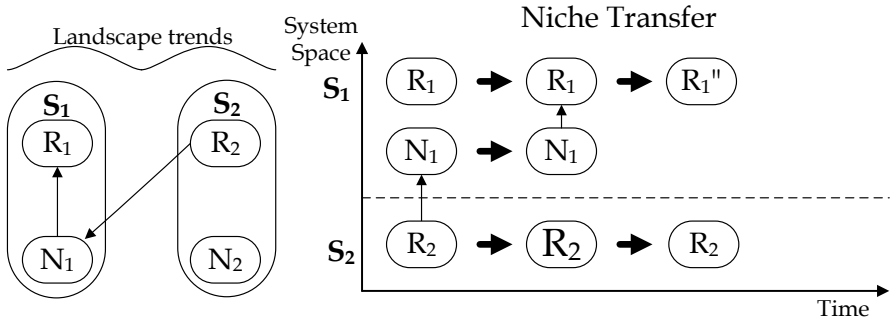 Landscape trends
S₁
S₂
R₁
R₂
N₁
N₂
Niche Transfer
System
Space
S₁
R₁
R₁
R₁"
N₁
N₁
S₂
R₂
R₂
R₂
Time